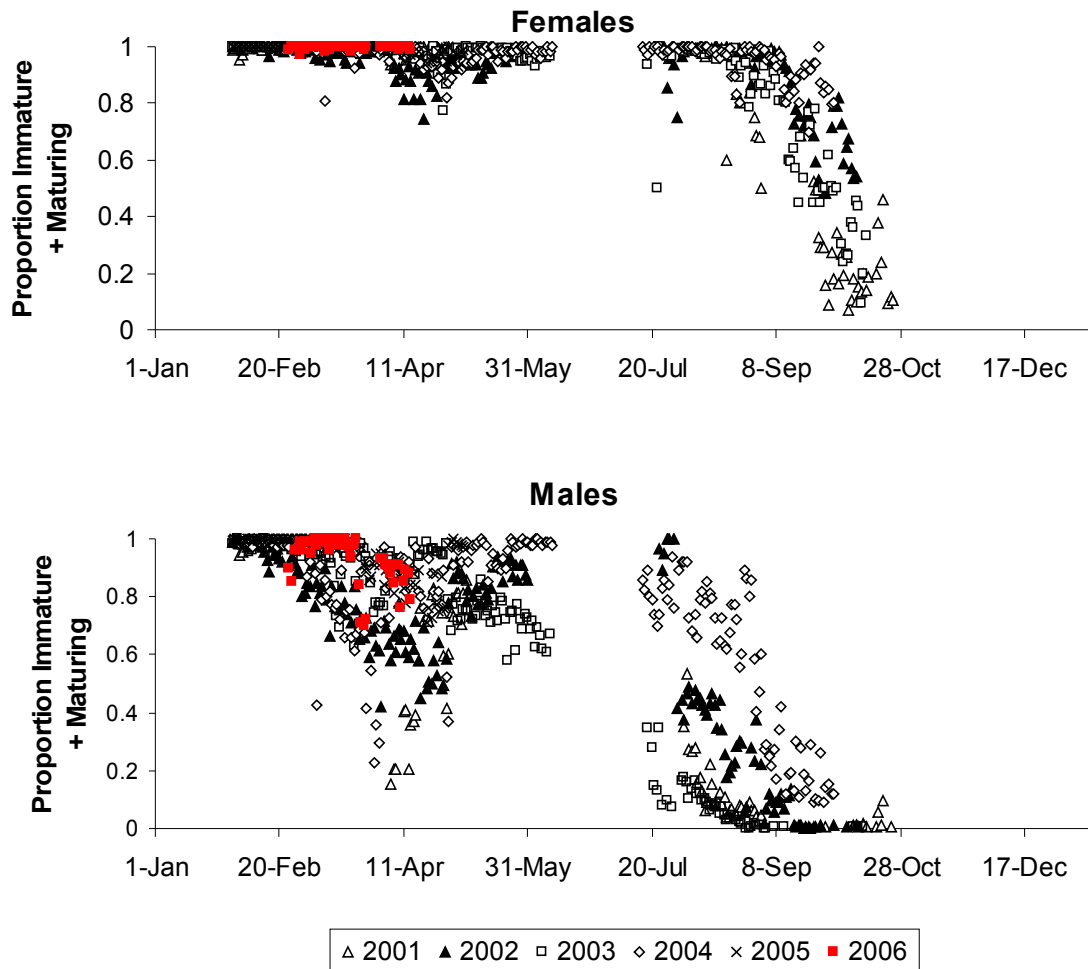 Females
Proportion Immature
+ Maturing
1
0.8
0.6
0.4
0.2
0
1-Jan 20-Feb 11-Apr 31-May 20-Jul 8-Sep 28-Oct 17-Dec
Males
Proportion Immature
+ Maturing
1
0.8
0.6
0.4
0.2
0
1-Jan 20-Feb 11-Apr 31-May 20-Jul 8-Sep 28-Oct 17-Dec
2001 2002 2003 2004 2005 2006